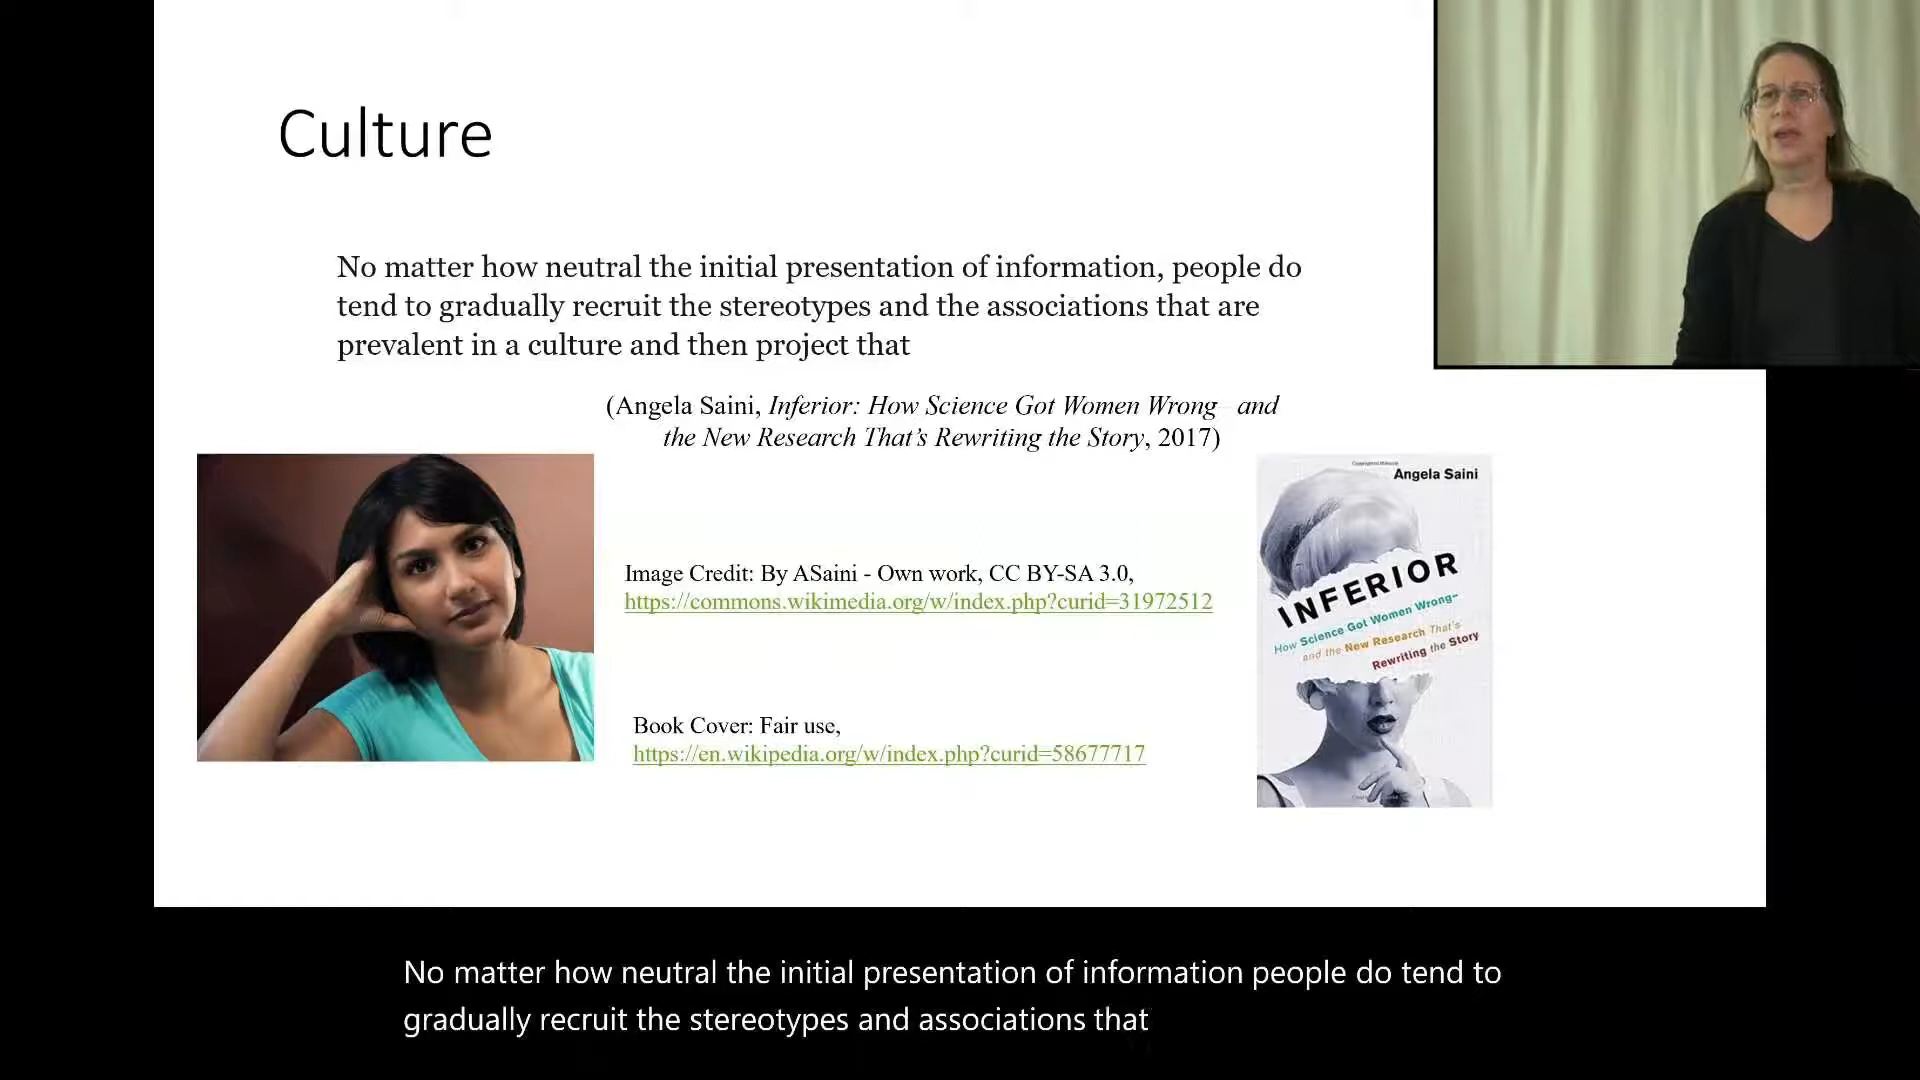 Culture
No matter how neutral the initial presentation of information, people do
tend to gradually recruit the stereotypes and the associations that are
prevalent in a culture and then project that
(Angela Saini, Inferior: How Science Got Women Wrong and
the New Research That’s Rewriting the Story, 2017)
Angela Saini
INFERIOR
How Science Got Women Wrong–
and the New Research That's
Rewriting the Story
Image Credit: By ASaini - Own work, CC BY-SA 3.0,
https://commons.wikimedia.org/w/index.php?curid=31972512
Book Cover: Fair use,
https://en.wikipedia.org/w/index.php?curid=58677717
No matter how neutral the initial presentation of information people do tend to
gradually recruit the stereotypes and associations that